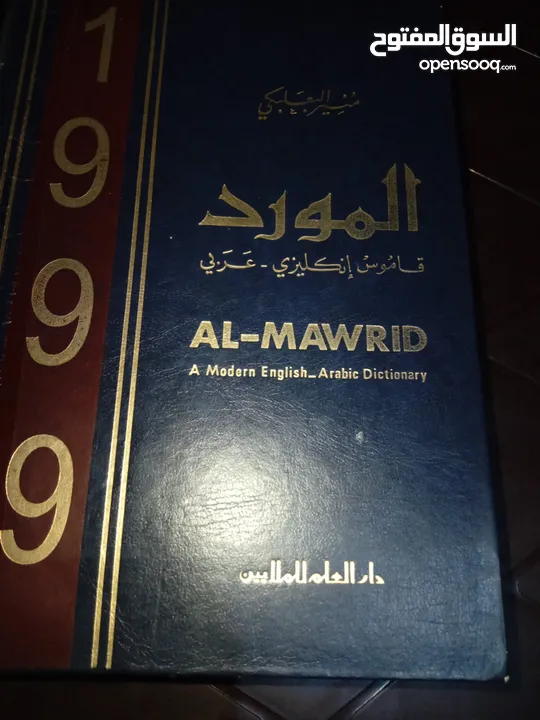 السوق المفتوح
opensooq.com
1999
منير البعلبكي
المورد
قاموس إنكليزي - عربي
AL-MAWRID
A Modern English-Arabic Dictionary
دار العلم للملايين